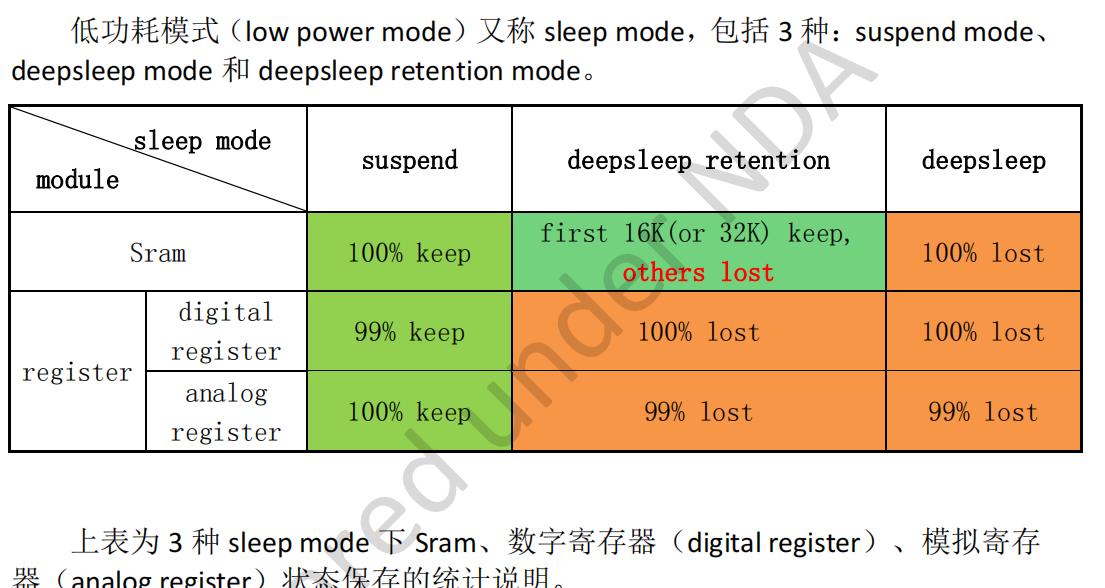 低功耗模式（low power mode）又称 sleep mode，包括 3 种：suspend mode、
deepsleep mode 和 deepsleep retention mode。
sleep mode
module
suspend
deepsleep retention
deepsleep
Sram
100% keep
first 16K(or 32K) keep,
others lost
100% lost
register
digital
register
99% keep
100% lost
100% lost
analog
register
100% keep
99% lost
99% lost
上表为 3 种 sleep mode 下 Sram、数字寄存器（digital register）、模拟寄存
器（analog register）状态保存的统计说明。
red under NDA